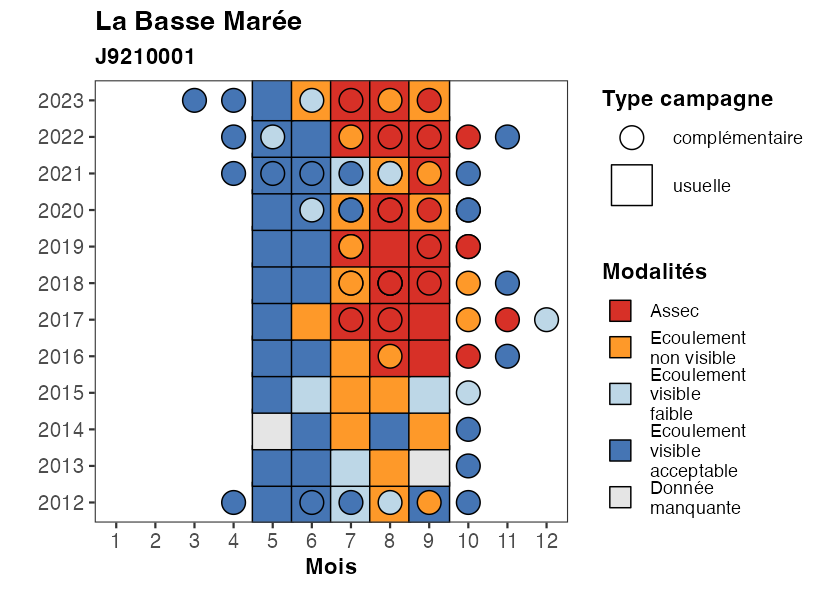 La Basse Marée
J9210001
2023
2022
2021
2020
2019
2018
2017
2016
2015
2014
2013
2012
1 2 3 4 5 6 7 8 9 10 11 12
Mois
Type campagne
complémentaire
usuelle
Modalités
Assec
Ecoulement
non visible
Ecoulement
visible
faible
Ecoulement
visible
acceptable
Donnée
manquante